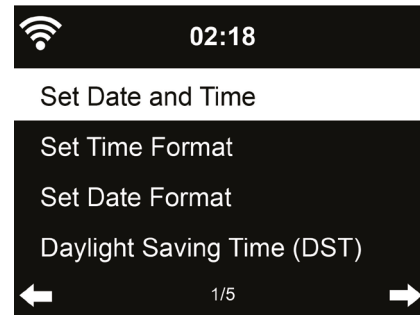 02:18
Set Date and Time
Set Time Format
Set Date Format
Daylight Saving Time (DST)
1/5